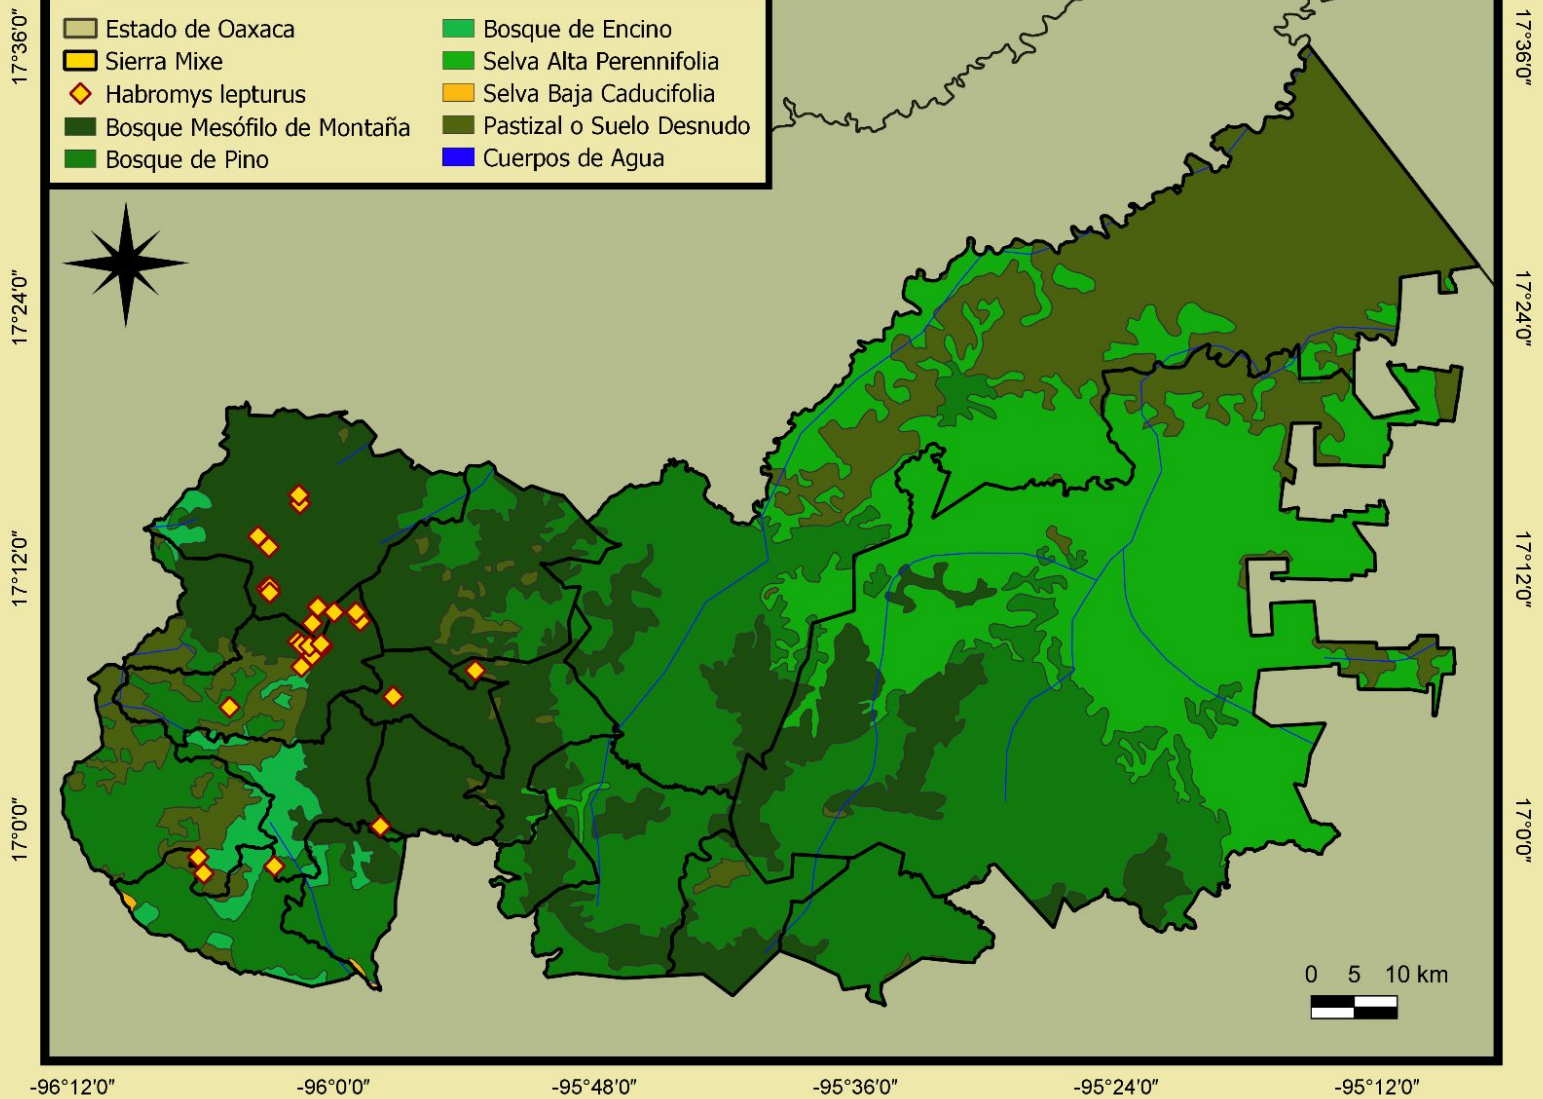 Estado de Oaxaca
Sierra Mixe
Habromys lepturus
Bosque Mesófilo de Montaña
Bosque de Pino
Bosque de Encino
Selva Alta Perennifolia
Selva Baja Caducifolia
Pastizal o Suelo Desnudo
Cuerpos de Agua
17°36'0"
17°24'0"
17°12'0"
17°0'0"
17°36'0"
17°24'0"
17°12'0"
17°0'0"
0 5 10 km
-96°12'0" -96°0'0" -95°48'0" -95°36'0" -95°24'0" -95°12'0"